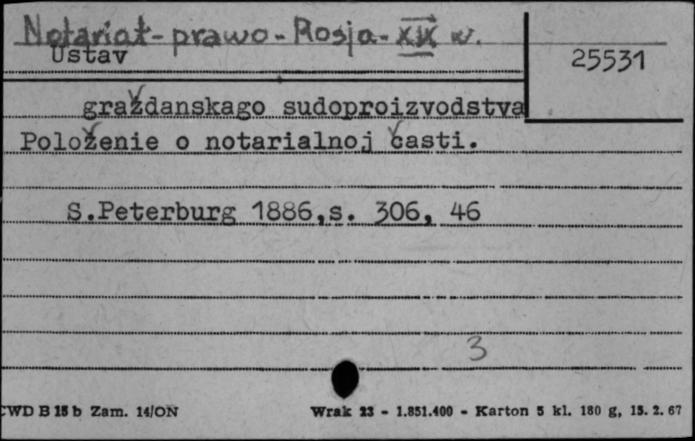 Notariat - prawo - Rosja - XIX w.
Ustav
25531
graždanskago sudoproizvodstva
Položenie o notarialnoj časti.
S.Peterburg 1886,s. 306, 46
3
CWD B 15 b Zam. 14/ON
Wrak 23 - 1.851.400 - Karton 5 kl. 180 g, 15. 2. 67